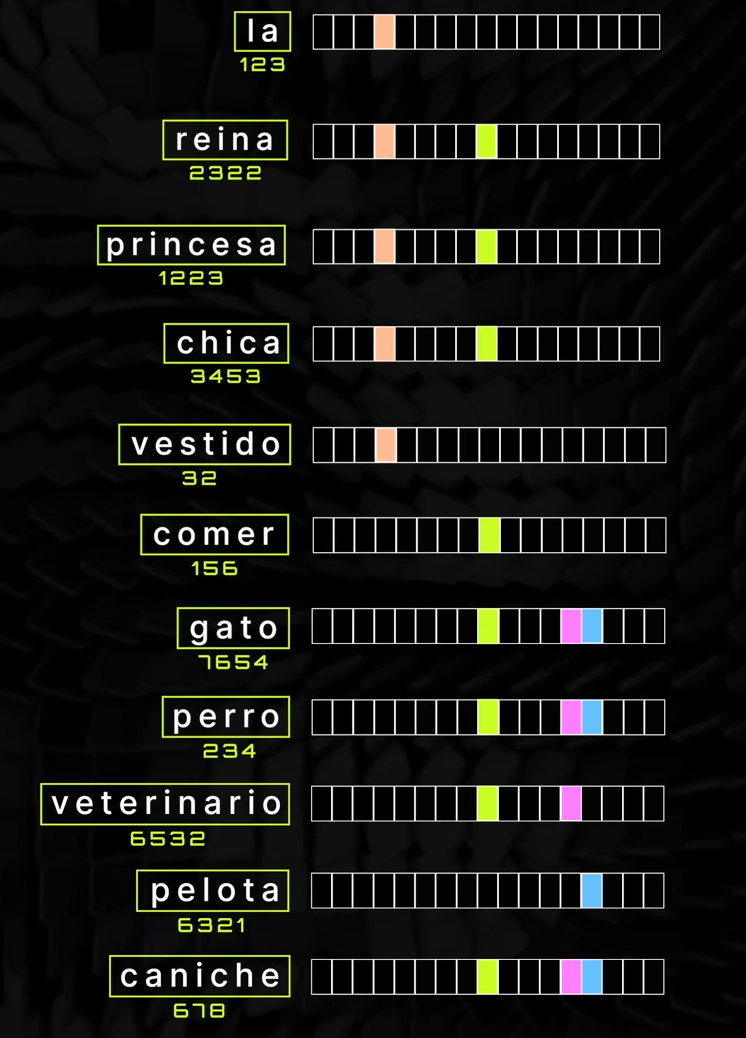 la
123
reina
2322
princesa
1223
chica
3453
vestido
32
comer
156
gato
7654
perro
234
veterinario
6532
pelota
6321
caniche
678